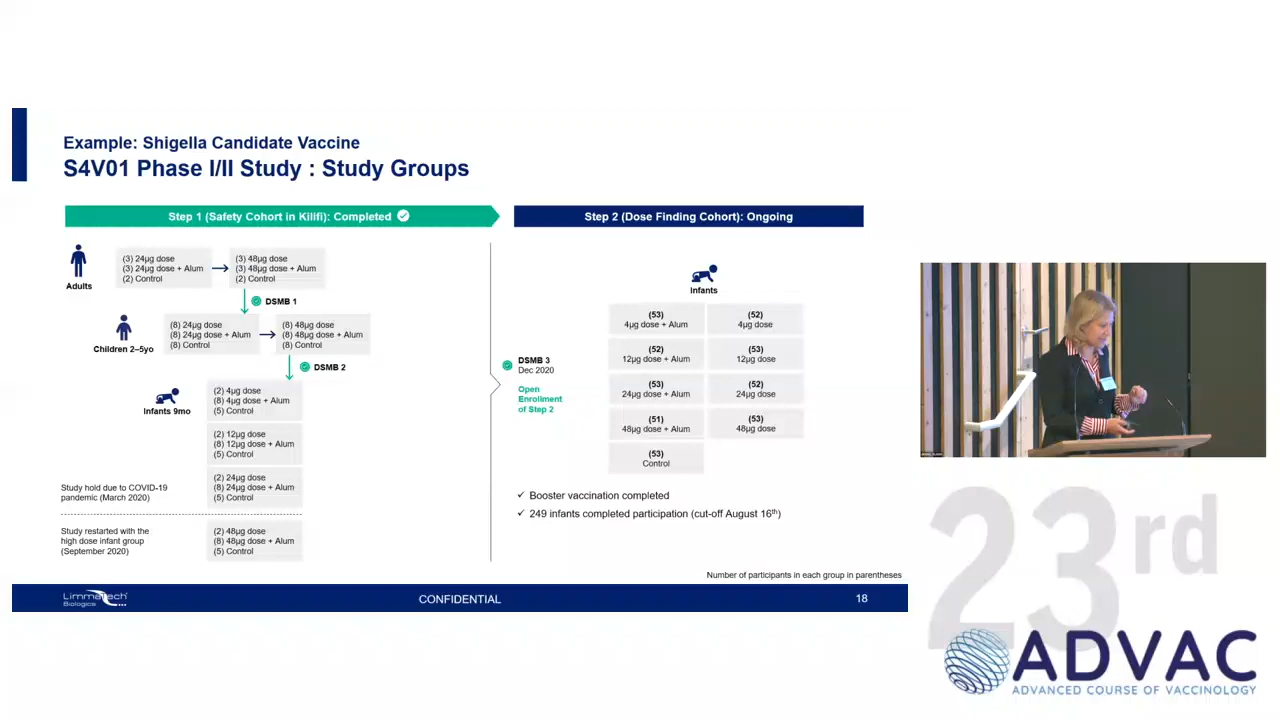 Example: Shigella Candidate Vaccine
S4V01 Phase I/II Study : Study Groups
Step 1 (Safety Cohort in Kilifi): Completed
Adults
(3) 24µg dose
(3) 24µg dose + Alum
(2) Control
(3) 48µg dose
(3) 48µg dose + Alum
(2) Control
DSMB 1
Children 2–5yo
(8) 24µg dose
(8) 24µg dose + Alum
(8) Control
(8) 48µg dose
(8) 48µg dose + Alum
(8) Control
DSMB 2
Infants 9mo
(2) 4µg dose
(8) 4µg dose + Alum
(5) Control
(2) 12µg dose
(8) 12µg dose + Alum
(5) Control
(2) 24µg dose
(8) 24µg dose + Alum
(5) Control
Study hold due to COVID-19
pandemic (March 2020)
Study restarted with the
high dose infant group
(September 2020)
(2) 48µg dose
(8) 48µg dose + Alum
(5) Control
Step 2 (Dose Finding Cohort): Ongoing
DSMB 3
Dec 2020
Open
Enrollment
of Step 2
Infants
(53)
4µg dose + Alum
(52)
4µg dose
(52)
12µg dose + Alum
(53)
12µg dose
(53)
24µg dose + Alum
(52)
24µg dose
(51)
48µg dose + Alum
(53)
48µg dose
(53)
Control
✓ Booster vaccination completed
✓ 249 infants completed participation (cut-off August 16th)
Number of participants in each group in parentheses
LimmaTech
Biologics
CONFIDENTIAL
18
23rd
ADVAC
ADVANCED COURSE OF VACCINOLOGY